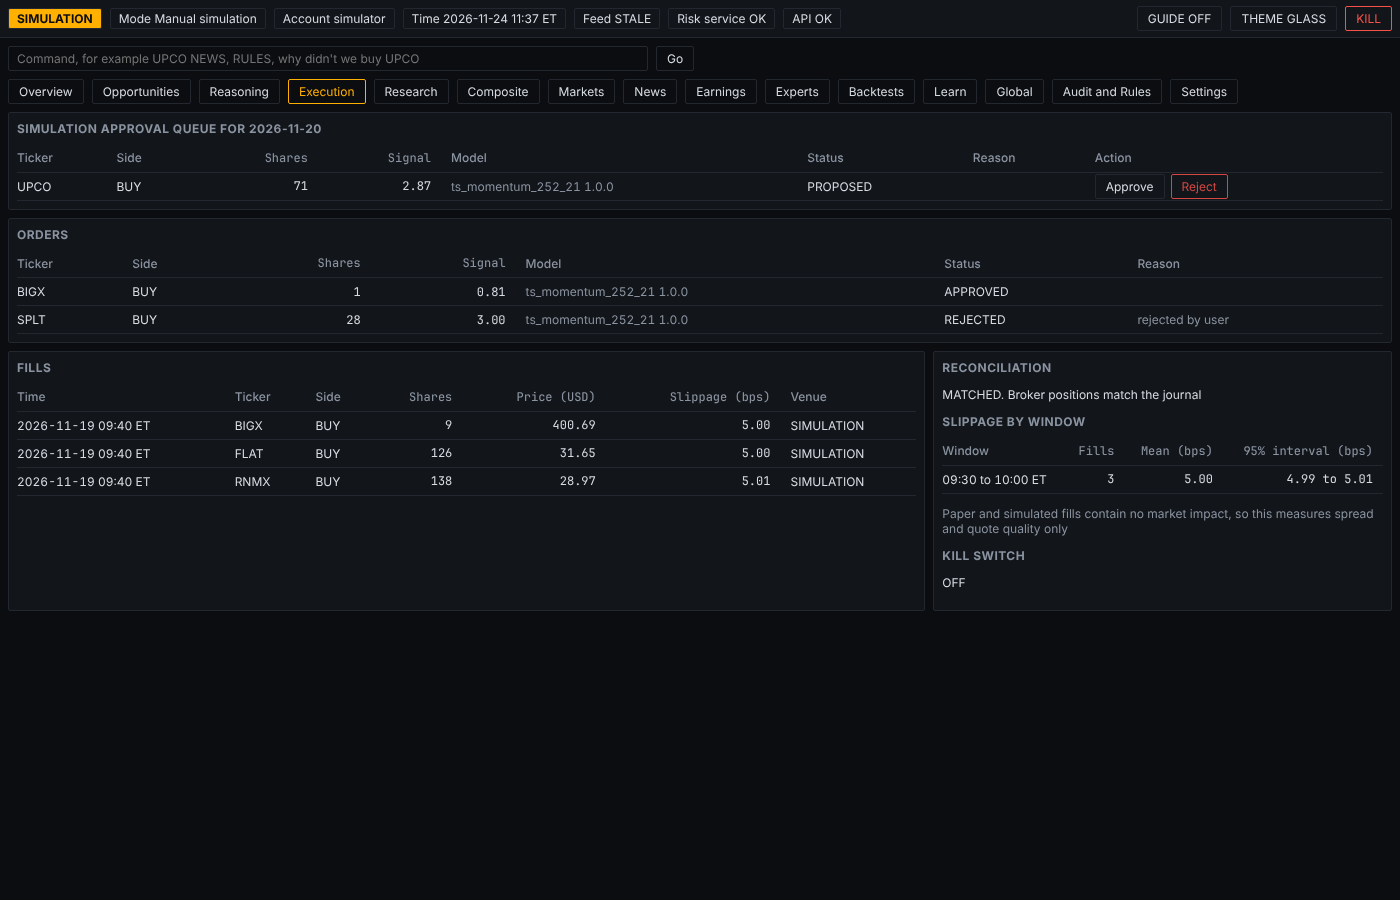 SIMULATION Mode Manual simulation Account simulator Time 2026-11-24 11:37 ET Feed STALE Risk service OK API OK GUIDE OFF THEME GLASS KILL
Command, for example UPCO NEWS, RULES, why didn't we buy UPCO Go
Overview Opportunities Reasoning Execution Research Composite Markets News Earnings Experts Backtests Learn Global Audit and Rules Settings
SIMULATION APPROVAL QUEUE FOR 2026-11-20
Ticker Side Shares Signal Model Status Reason Action
UPCO BUY 71 2.87 ts_momentum_252_21 1.0.0 PROPOSED Approve Reject
ORDERS
Ticker Side Shares Signal Model Status Reason
BIGX BUY 1 0.81 ts_momentum_252_21 1.0.0 APPROVED
SPLT BUY 28 3.00 ts_momentum_252_21 1.0.0 REJECTED rejected by user
FILLS
Time Ticker Side Shares Price (USD) Slippage (bps) Venue
2026-11-19 09:40 ET BIGX BUY 9 400.69 5.00 SIMULATION
2026-11-19 09:40 ET FLAT BUY 126 31.65 5.00 SIMULATION
2026-11-19 09:40 ET RNMX BUY 138 28.97 5.01 SIMULATION
RECONCILIATION
MATCHED. Broker positions match the journal
SLIPPAGE BY WINDOW
Window Fills Mean (bps) 95% interval (bps)
09:30 to 10:00 ET 3 5.00 4.99 to 5.01
Paper and simulated fills contain no market impact, so this measures spread
and quote quality only
KILL SWITCH
OFF